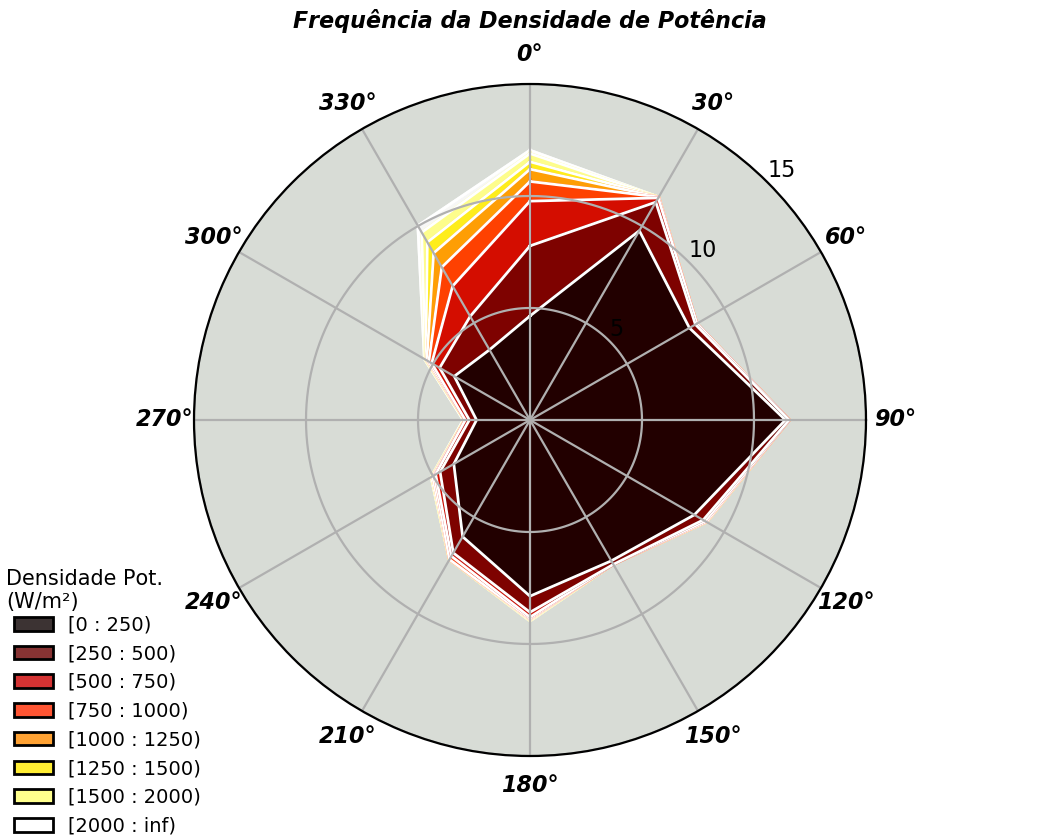 Frequência da Densidade de Potência
0°
330°
30°
15
300°
60°
10
5
270°
90°
Densidade Pot.
(W/m²)
240°
120°
[0 : 250)
[250 : 500)
[500 : 750)
[750 : 1000)
210°
150°
[1000 : 1250)
[1250 : 1500)
180°
[1500 : 2000)
[2000 : inf)